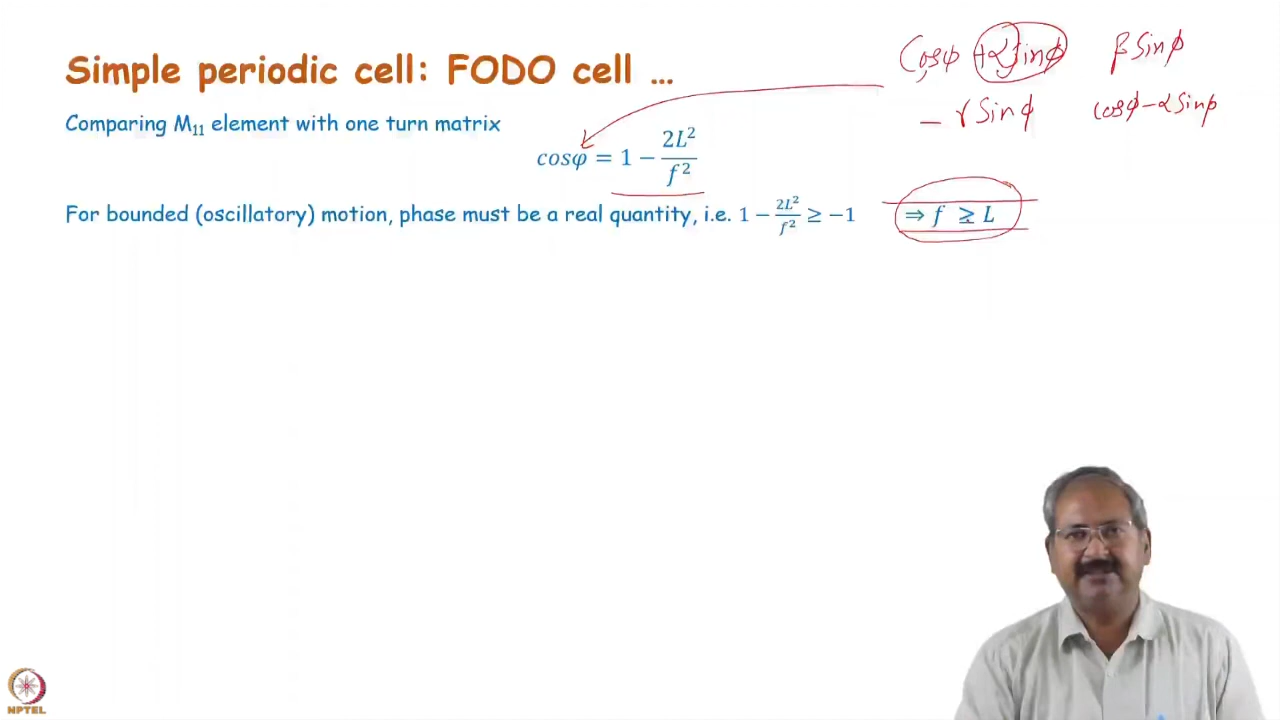 Simple periodic cell: FODO cell …
Cosφ +αSinφ βSinφ
- γSinφ cosφ-αSinφ
Comparing M₁₁ element with one turn matrix
cosφ = 1 − 2L²/f²
For bounded (oscillatory) motion, phase must be a real quantity, i.e. 1 − 2L²/f² ≥ −1 ⇒ f ≥ L
NPTEL